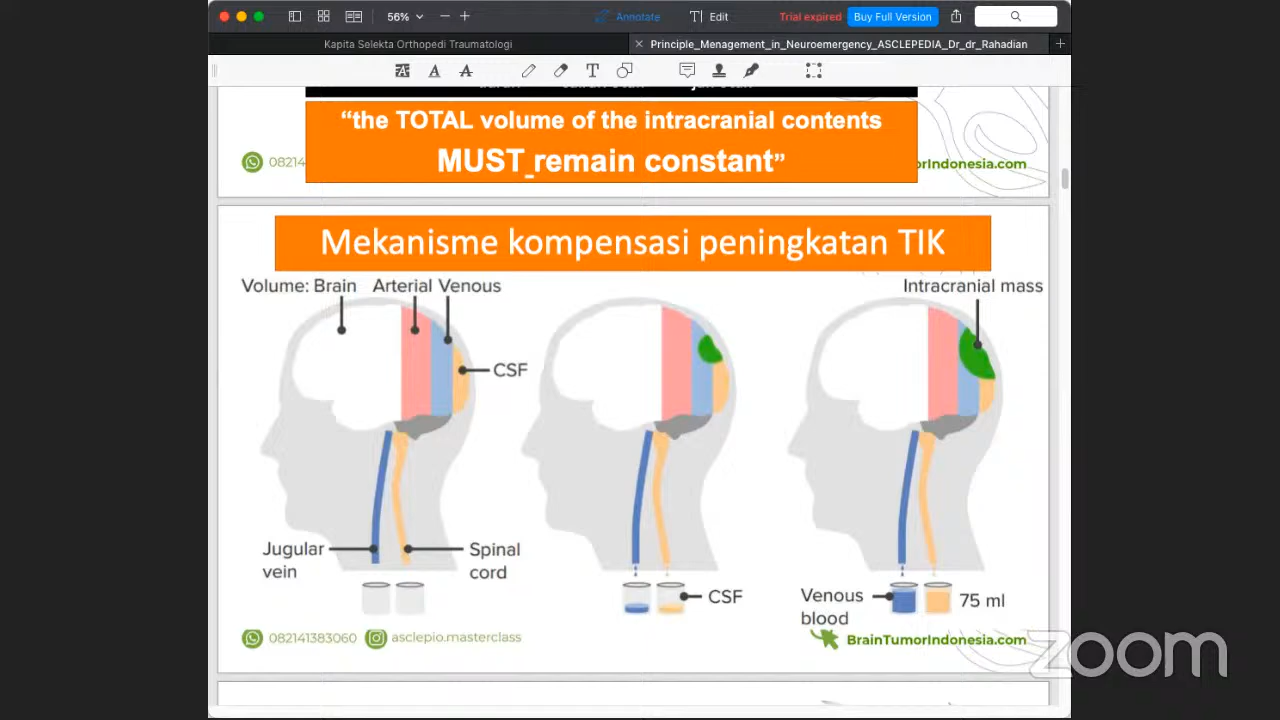 56%
Annotate
Edit
Trial expired
Buy Full Version
Kapita Selekta Orthopedi Traumatologi
Principle_Menagement_in_Neuroemergency_ASCLEPEDIA_Dr_dr_Rahadian
“the TOTAL volume of the intracranial contents
MUST_remain constant”
08214
orIndonesia.com
Mekanisme kompensasi peningkatan TIK
Volume: Brain Arterial Venous
Intracranial mass
CSF
Jugular
vein
Spinal
cord
CSF
Venous
blood
75 ml
082141383060 asclepio.masterclass
BrainTumorIndonesia.com
zoom